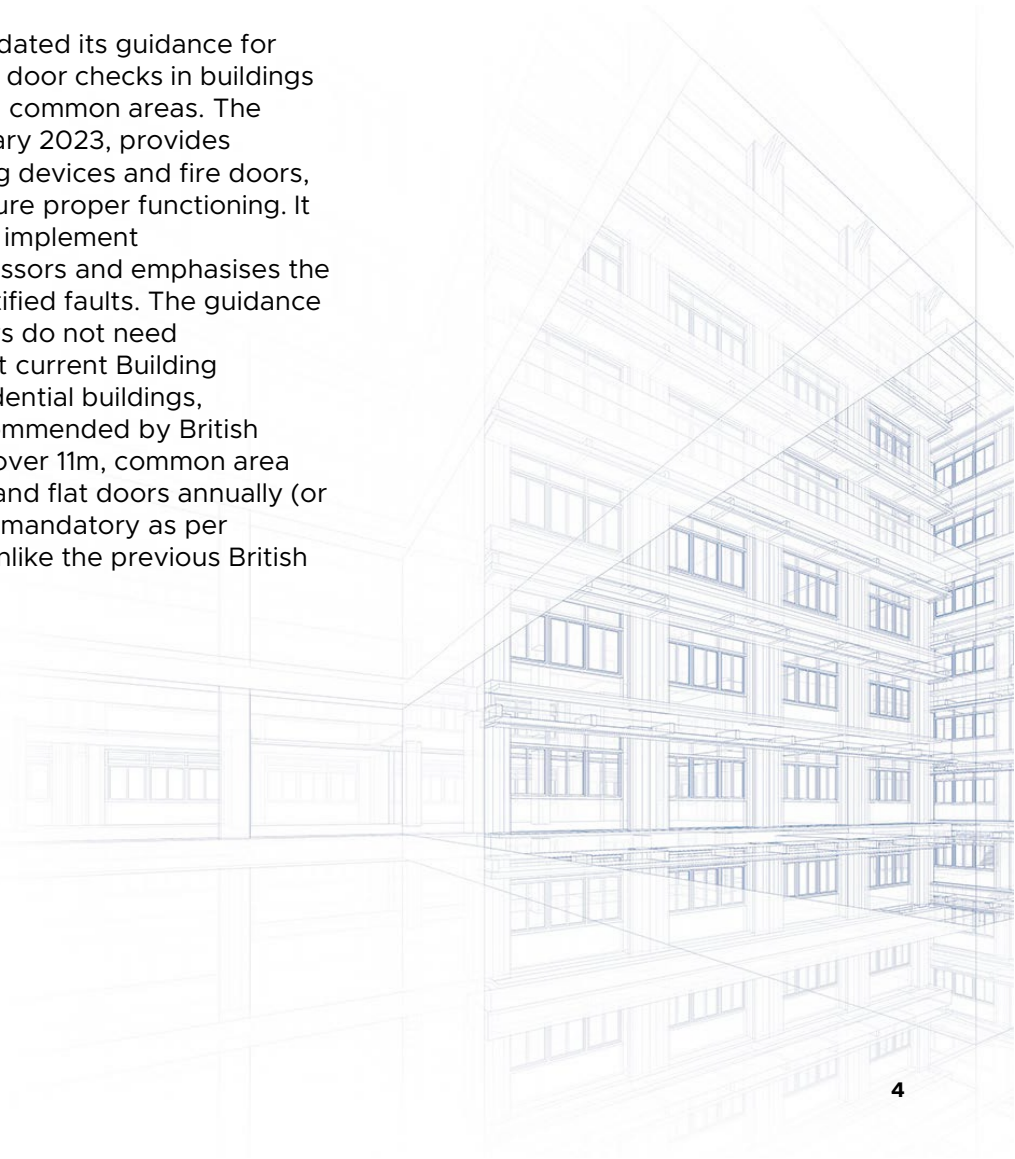 dated its guidance for
door checks in buildings
common areas. The
ary 2023, provides
g devices and fire doors,
ure proper functioning. It
implement
ssors and emphasises the
tified faults. The guidance
rs do not need
t current Building
dential buildings,
ommended by British
over 11m, common area
and flat doors annually (or
mandatory as per
nlike the previous British
4